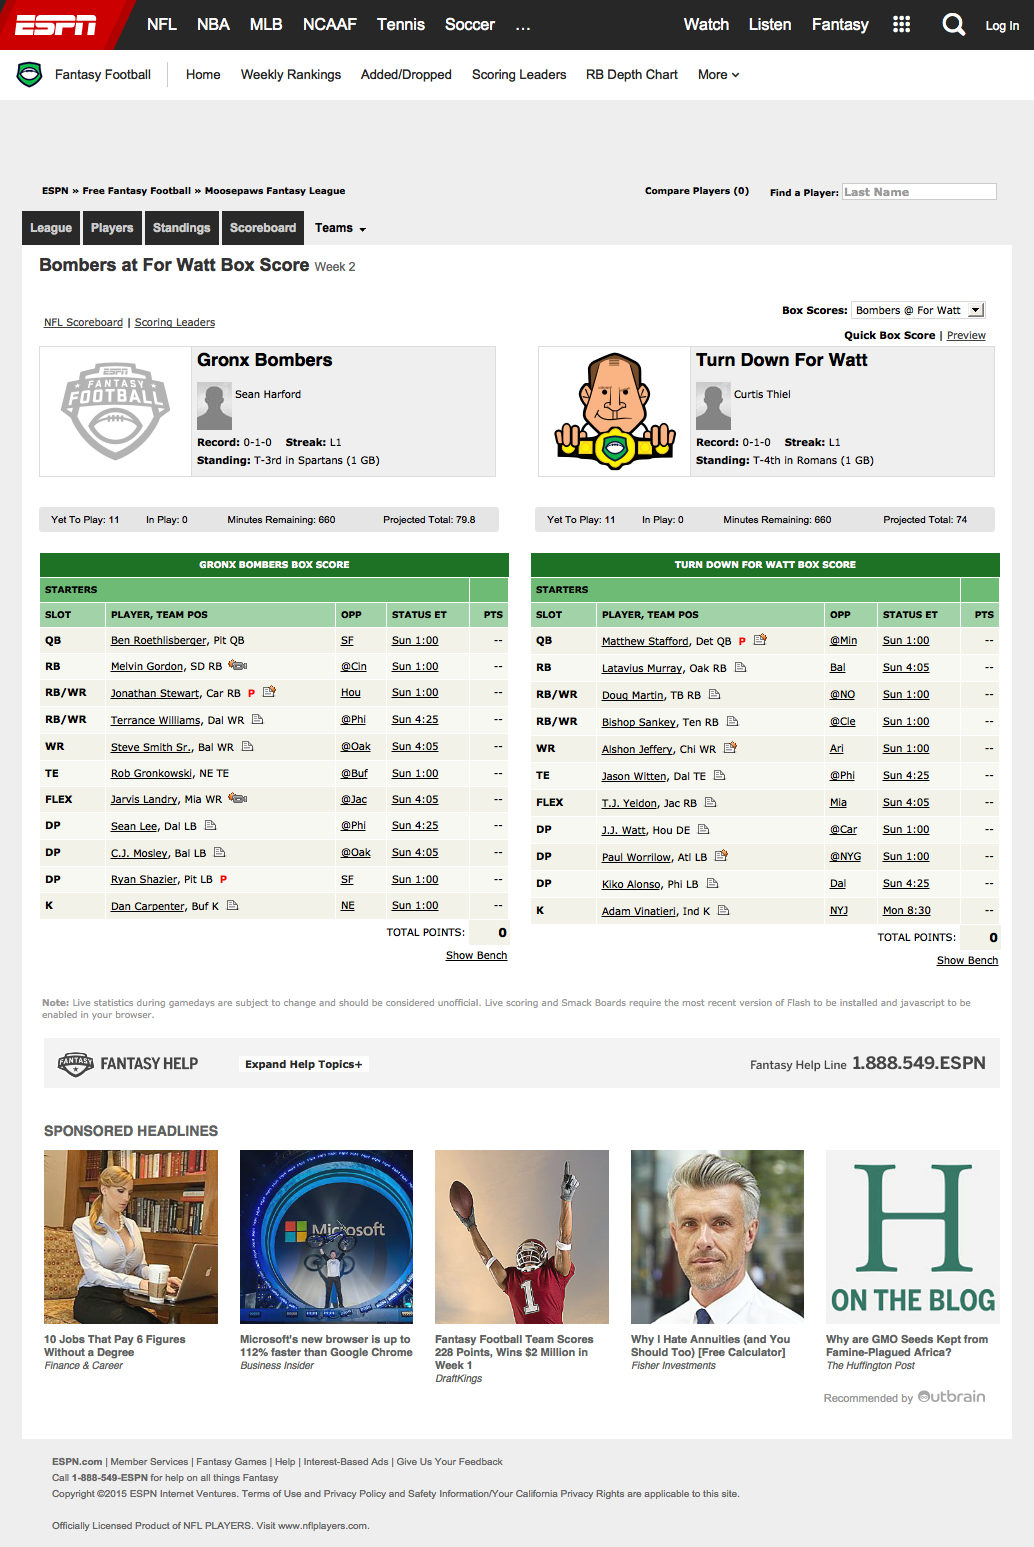 ESPN NFL NBA MLB NCAAF Tennis Soccer ... Watch Listen Fantasy Log In
Fantasy Football Home Weekly Rankings Added/Dropped Scoring Leaders RB Depth Chart More
ESPN » Free Fantasy Football » Moosepaws Fantasy League Compare Players (0) Find a Player: Last Name
League Players Standings Scoreboard Teams
Bombers at For Watt Box Score Week 2
Box Scores: Bombers @ For Watt
NFL Scoreboard | Scoring Leaders
Quick Box Score | Preview
ESPN
FANTASY
FOOTBALL
Gronx Bombers
Sean Harford
Record: 0-1-0 Streak: L1
Standing: T-3rd in Spartans (1 GB)
Turn Down For Watt
Curtis Thiel
Record: 0-1-0 Streak: L1
Standing: T-4th in Romans (1 GB)
Yet To Play: 11 In Play: 0 Minutes Remaining: 660 Projected Total: 79.8
Yet To Play: 11 In Play: 0 Minutes Remaining: 660 Projected Total: 74
GRONX BOMBERS BOX SCORE
STARTERS
SLOT PLAYER, TEAM POS OPP STATUS ET PTS
QB Ben Roethlisberger, Pit QB SF Sun 1:00 --
RB Melvin Gordon, SD RB @Cin Sun 1:00 --
RB/WR Jonathan Stewart, Car RB P Hou Sun 1:00 --
RB/WR Terrance Williams, Dal WR @Phi Sun 4:25 --
WR Steve Smith Sr., Bal WR @Oak Sun 4:05 --
TE Rob Gronkowski, NE TE @Buf Sun 1:00 --
FLEX Jarvis Landry, Mia WR @Jac Sun 4:05 --
DP Sean Lee, Dal LB @Phi Sun 4:25 --
DP C.J. Mosley, Bal LB @Oak Sun 4:05 --
DP Ryan Shazier, Pit LB P SF Sun 1:00 --
K Dan Carpenter, Buf K NE Sun 1:00 --
TOTAL POINTS: 0
Show Bench
TURN DOWN FOR WATT BOX SCORE
STARTERS
SLOT PLAYER, TEAM POS OPP STATUS ET PTS
QB Matthew Stafford, Det QB P @Min Sun 1:00 --
RB Latavius Murray, Oak RB Bal Sun 4:05 --
RB/WR Doug Martin, TB RB @NO Sun 1:00 --
RB/WR Bishop Sankey, Ten RB @Cle Sun 1:00 --
WR Alshon Jeffery, Chi WR Ari Sun 1:00 --
TE Jason Witten, Dal TE @Phi Sun 4:25 --
FLEX T.J. Yeldon, Jac RB Mia Sun 4:05 --
DP J.J. Watt, Hou DE @Car Sun 1:00 --
DP Paul Worrilow, Atl LB @NYG Sun 1:00 --
DP Kiko Alonso, Phi LB Dal Sun 4:25 --
K Adam Vinatieri, Ind K NYJ Mon 8:30 --
TOTAL POINTS: 0
Show Bench
Note: Live statistics during gamedays are subject to change and should be considered unofficial. Live scoring and Smack Boards require the most recent version of Flash to be installed and javascript to be
enabled in your browser.
FANTASY FANTASY HELP Expand Help Topics+ Fantasy Help Line 1.888.549.ESPN
SPONSORED HEADLINES
Microsoft
1
H
ON THE BLOG
10 Jobs That Pay 6 Figures
Without a Degree
Finance & Career
Microsoft's new browser is up to
112% faster than Google Chrome
Business Insider
Fantasy Football Team Scores
228 Points, Wins $2 Million in
Week 1
DraftKings
Why I Hate Annuities (and You
Should Too) [Free Calculator]
Fisher Investments
Why are GMO Seeds Kept from
Famine-Plagued Africa?
The Huffington Post
Recommended by Outbrain
ESPN.com | Member Services | Fantasy Games | Help | Interest-Based Ads | Give Us Your Feedback
Call 1-888-549-ESPN for help on all things Fantasy
Copyright ©2015 ESPN Internet Ventures. Terms of Use and Privacy Policy and Safety Information/Your California Privacy Rights are applicable to this site.
Officially Licensed Product of NFL PLAYERS. Visit www.nflplayers.com.